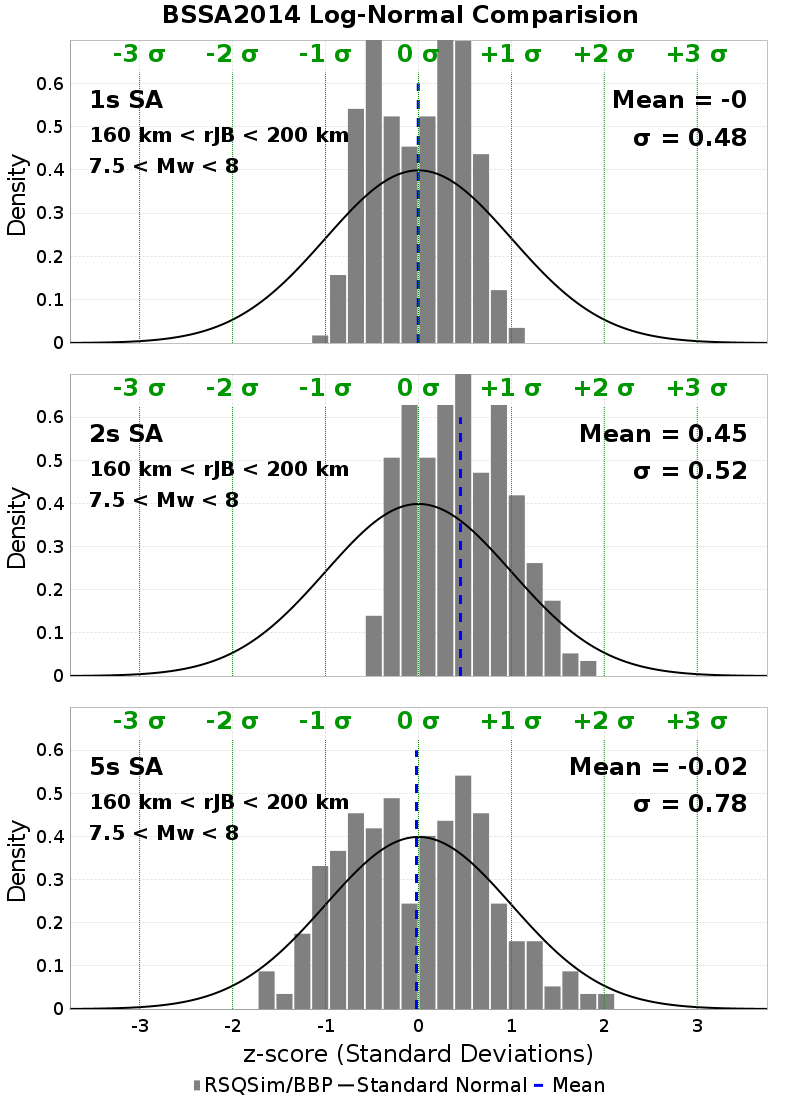 BSSA2014 Log-Normal Comparision
-3 σ -2 σ -1 σ 0 σ +1 σ +2 σ +3 σ
1s SA
160 km < rJB < 200 km
7.5 < Mw < 8
Mean = -0
σ = 0.48
Density
0.6
0.5
0.4
0.3
0.2
0.1
0
-3 σ -2 σ -1 σ 0 σ +1 σ +2 σ +3 σ
2s SA
160 km < rJB < 200 km
7.5 < Mw < 8
Mean = 0.45
σ = 0.52
Density
0.6
0.5
0.4
0.3
0.2
0.1
0
-3 σ -2 σ -1 σ 0 σ +1 σ +2 σ +3 σ
5s SA
160 km < rJB < 200 km
7.5 < Mw < 8
Mean = -0.02
σ = 0.78
Density
0.6
0.5
0.4
0.3
0.2
0.1
0
-3 -2 -1 0 1 2 3
z-score (Standard Deviations)
RSQSim/BBP Standard Normal Mean